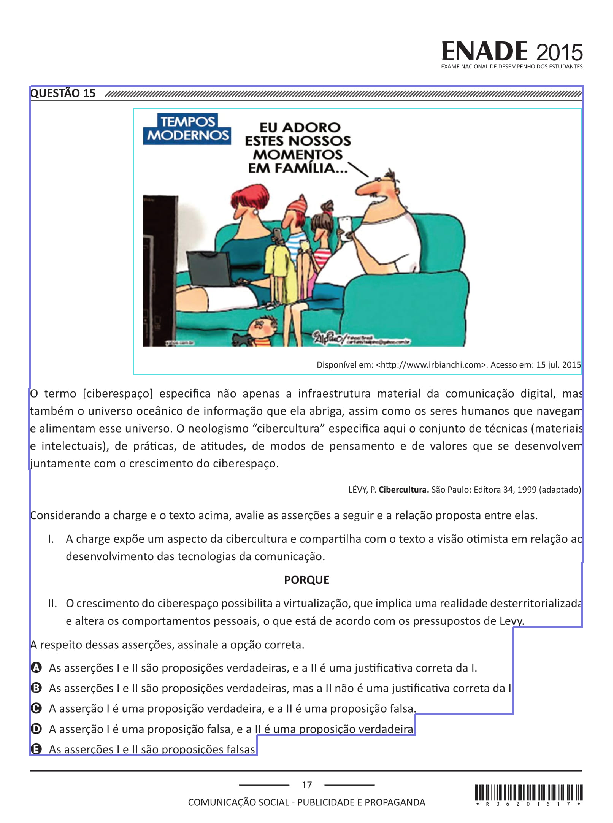 ENADE 2015
EXAME NACIONAL DE DESEMPENHO DOS ESTUDANTES
QUESTÃO 15
TEMPOS
MODERNOS
EU ADORO
ESTES NOSSOS
MOMENTOS
EM FAMÍLIA...
Disponível em: <http://www.lrbianchi.com>. Acesso em: 15 jul. 2015
O termo [ciberespaço] especifica não apenas a infraestrutura material da comunicação digital, mas
também o universo oceânico de informação que ela abriga, assim como os seres humanos que navegam
e alimentam esse universo. O neologismo “cibercultura” especifica aqui o conjunto de técnicas (materiais
e intelectuais), de práticas, de atitudes, de modos de pensamento e de valores que se desenvolvem
juntamente com o crescimento do ciberespaço.
LÉVY, P. Cibercultura. São Paulo: Editora 34, 1999 (adaptado)
Considerando a charge e o texto acima, avalie as asserções a seguir e a relação proposta entre elas.
I. A charge expõe um aspecto da cibercultura e compartilha com o texto a visão otimista em relação ao
desenvolvimento das tecnologias da comunicação.
PORQUE
II. O crescimento do ciberespaço possibilita a virtualização, que implica uma realidade desterritorializada
e altera os comportamentos pessoais, o que está de acordo com os pressupostos de Levy.
A respeito dessas asserções, assinale a opção correta.
A As asserções I e II são proposições verdadeiras, e a II é uma justificativa correta da I.
B As asserções I e II são proposições verdadeiras, mas a II não é uma justificativa correta da I
C A asserção I é uma proposição verdadeira, e a II é uma proposição falsa.
D A asserção I é uma proposição falsa, e a II é uma proposição verdadeira
E As asserções I e II são proposições falsas
17
COMUNICAÇÃO SOCIAL - PUBLICIDADE E PROPAGANDA
*R3620151 7*